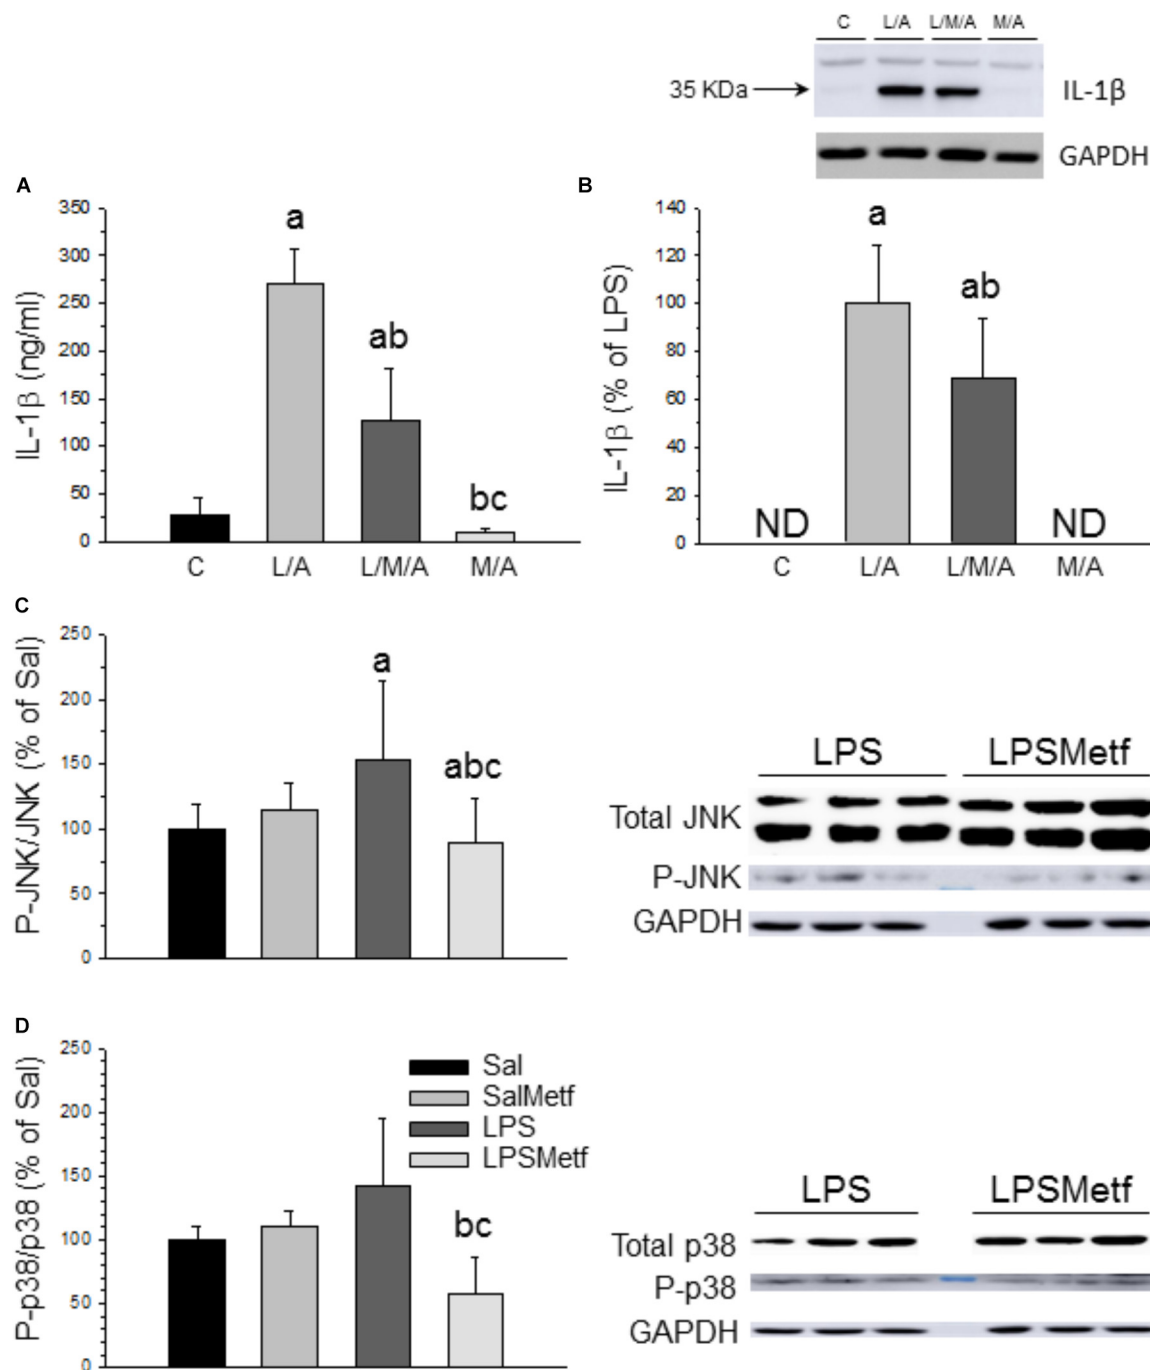 C L/A L/M/A M/A
35 KDa
IL-1β
GAPDH
A
350
300
250
200
150
100
50
0
IL-1β (ng/ml)
a
ab
bc
C L/A L/M/A M/A
B
140
120
100
80
60
40
20
0
IL-1β (% of LPS)
a
ab
ND ND
C L/A L/M/A M/A
C
250
200
150
100
50
0
P-JNK/JNK (% of Sal)
a
abc
LPS LPSMetf
Total JNK
P-JNK
GAPDH
D
250
200
150
100
50
0
P-p38/p38 (% of Sal)
Sal
SalMetf
LPS
LPSMetf
bc
LPS LPSMetf
Total p38
P-p38
GAPDH